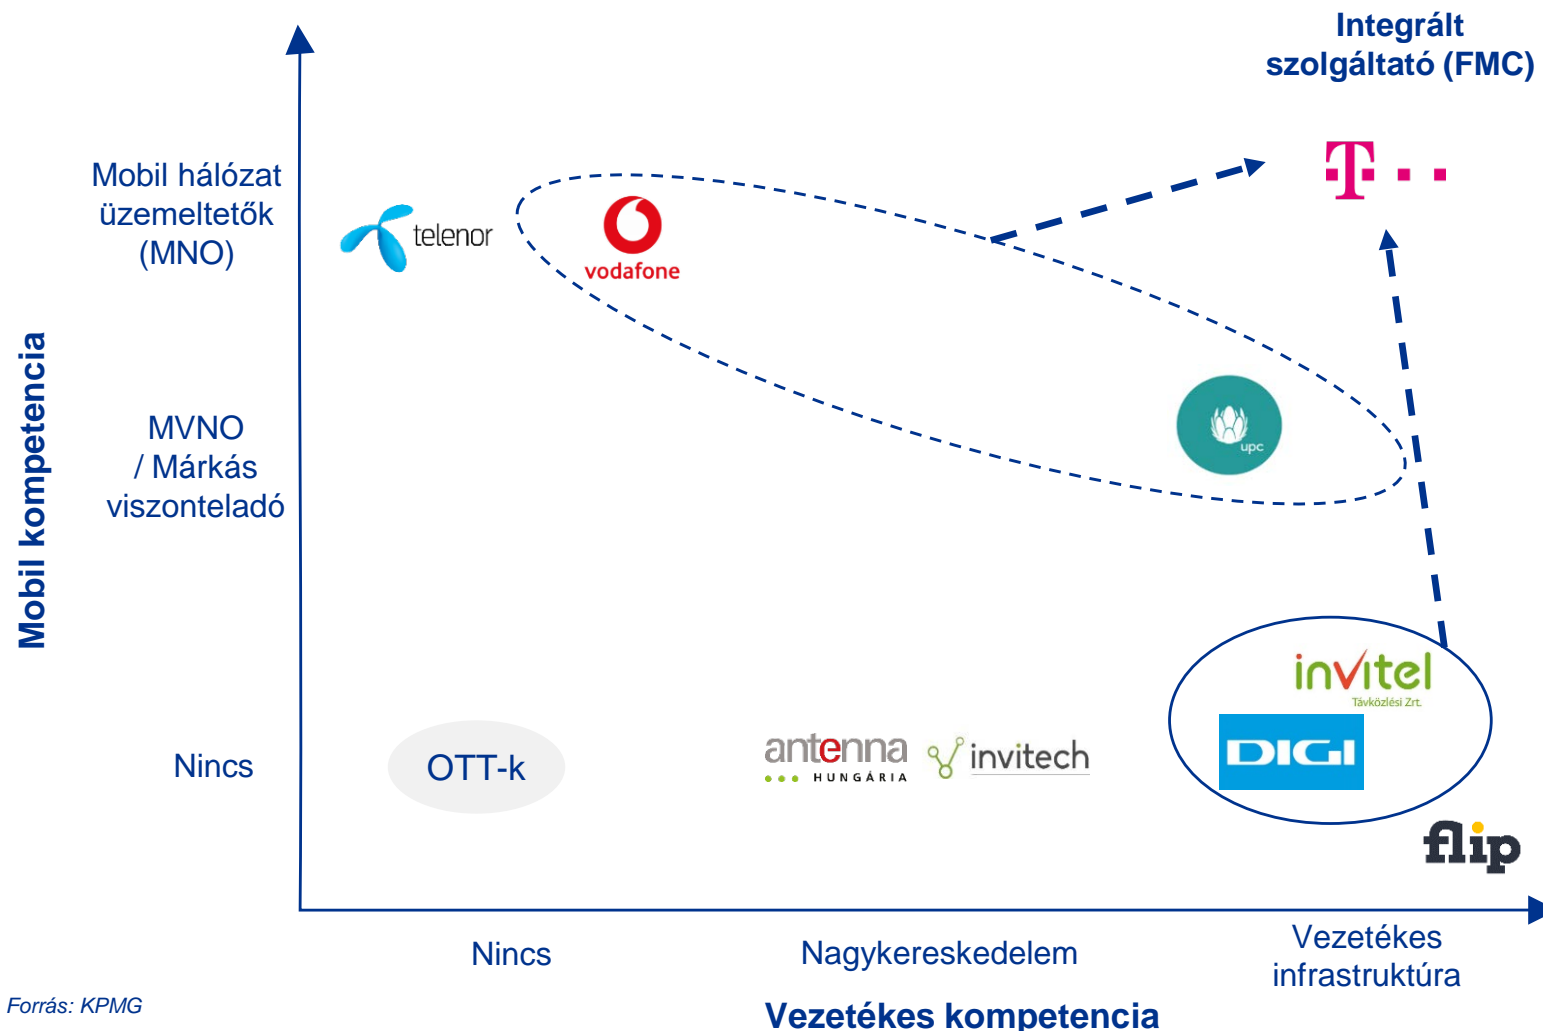 Integrált
szolgáltató (FMC)
Mobil hálózat
üzemeltetők
(MNO)
telenor
vodafone
T
upc
Mobil kompetencia
MVNO
/ Márkás
viszonteladó
invitel
Távközlési Zrt.
Nincs
OTT-k
antenna
HUNGÁRIA
invitech
DIGI
flip
Nincs
Nagykereskedelem
Vezetékes
infrastruktúra
Forrás: KPMG
Vezetékes kompetencia